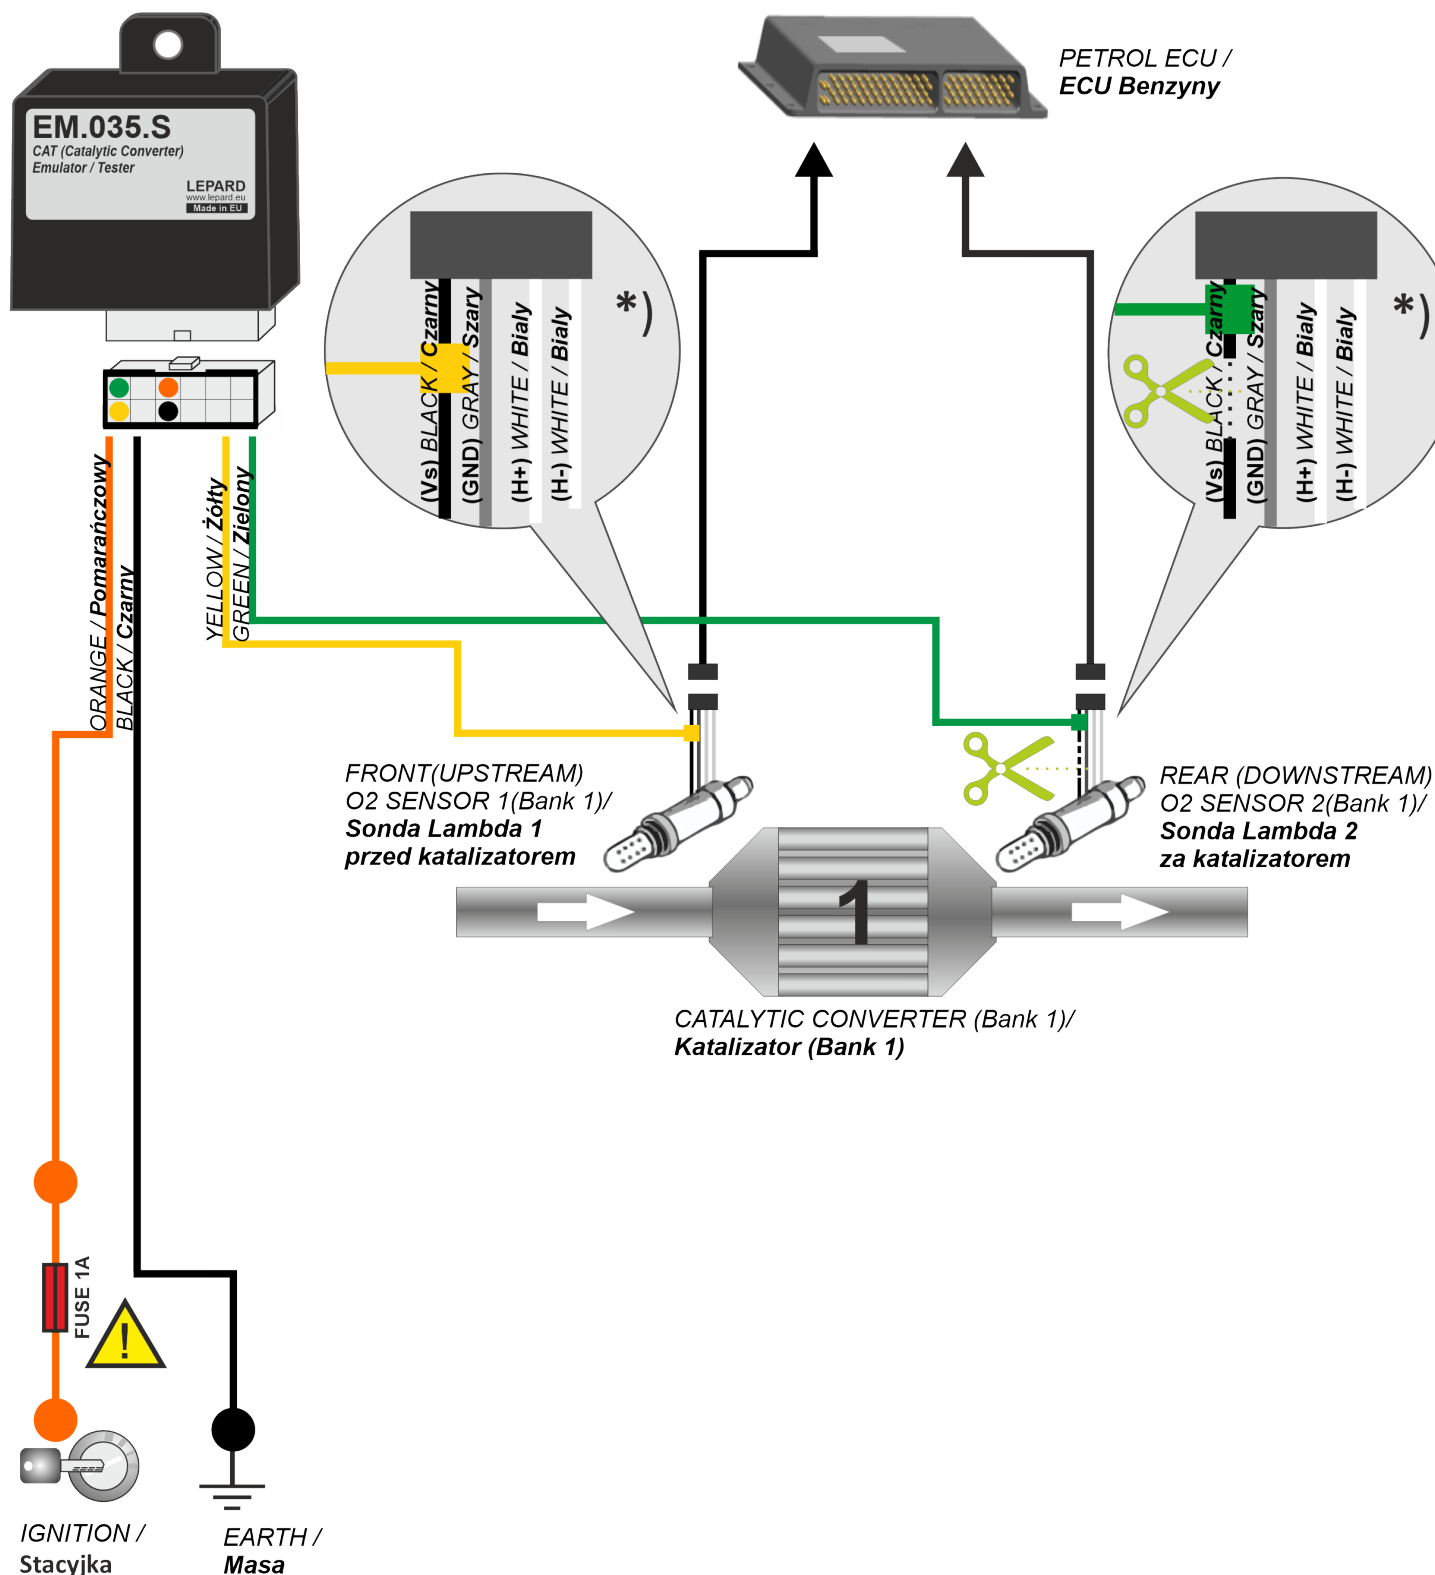 EM.035.S
CAT (Catalytic Converter)
Emulator / Tester
LEPARD
www.lepard.eu
Made in EU
PETROL ECU /
ECU Benzyny
(Vs) BLACK / Czarny
(GND) GRAY / Szary
(H+) WHITE / Bialy
(H-) WHITE / Bialy
*)
(Vs) BLACK / Czarny
(GND) GRAY / Szary
(H+) WHITE / Bialy
(H-) WHITE / Bialy
*)
ORANGE / Pomarańczowy
BLACK / Czarny
YELLOW / Żółty
GREEN / Zielony
FRONT(UPSTREAM)
O2 SENSOR 1(Bank 1)/
Sonda Lambda 1
przed katalizatorem
REAR (DOWNSTREAM)
O2 SENSOR 2(Bank 1)/
Sonda Lambda 2
za katalizatorem
1
CATALYTIC CONVERTER (Bank 1)/
Katalizator (Bank 1)
FUSE 1A
!
IGNITION /
Stacyjka
EARTH /
Masa